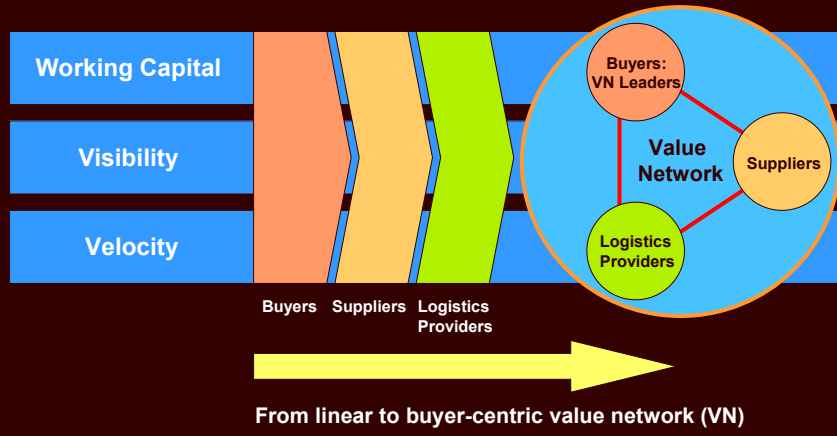 Working Capital
Visibility
Velocity
Buyers:
VN Leaders
Value
Network
Suppliers
Logistics
Providers
Buyers
Suppliers
Logistics
Providers
From linear to buyer-centric value network (VN)